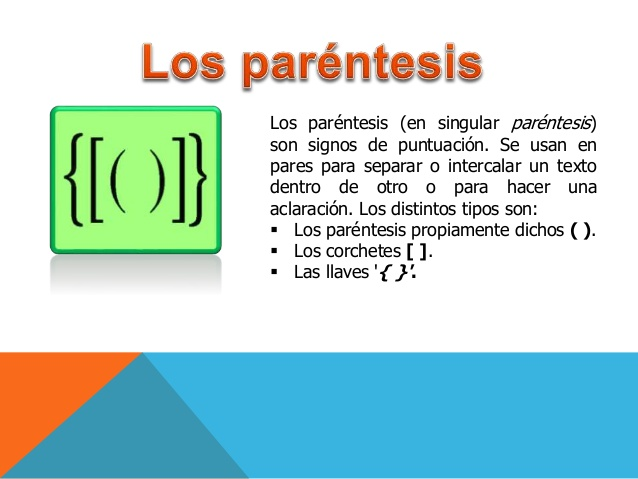 Los paréntesis
{[( )]}
Los paréntesis (en singular paréntesis)
son signos de puntuación. Se usan en
pares para separar o intercalar un texto
dentro de otro o para hacer una
aclaración. Los distintos tipos son:
▪ Los paréntesis propiamente dichos ( ).
▪ Los corchetes [ ].
▪ Las llaves '{ }'.